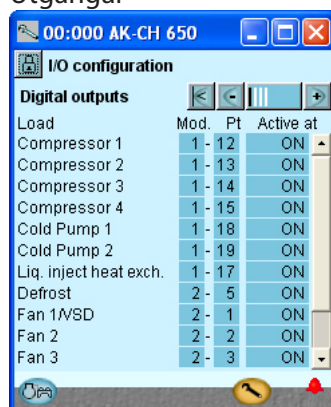 00:000 AK-CH 650
I/O configuration
Digital outputs
Load Mod. Pt Active at
Compressor 1 1 - 12 ON
Compressor 2 1 - 13 ON
Compressor 3 1 - 14 ON
Compressor 4 1 - 15 ON
Cold Pump 1 1 - 18 ON
Cold Pump 2 1 - 19 ON
Liq. inject heat exch. 1 - 17 ON
Defrost 2 - 5 ON
Fan 1/VSD 2 - 1 ON
Fan 2 2 - 2 ON
Fan 3 2 - 3 ON